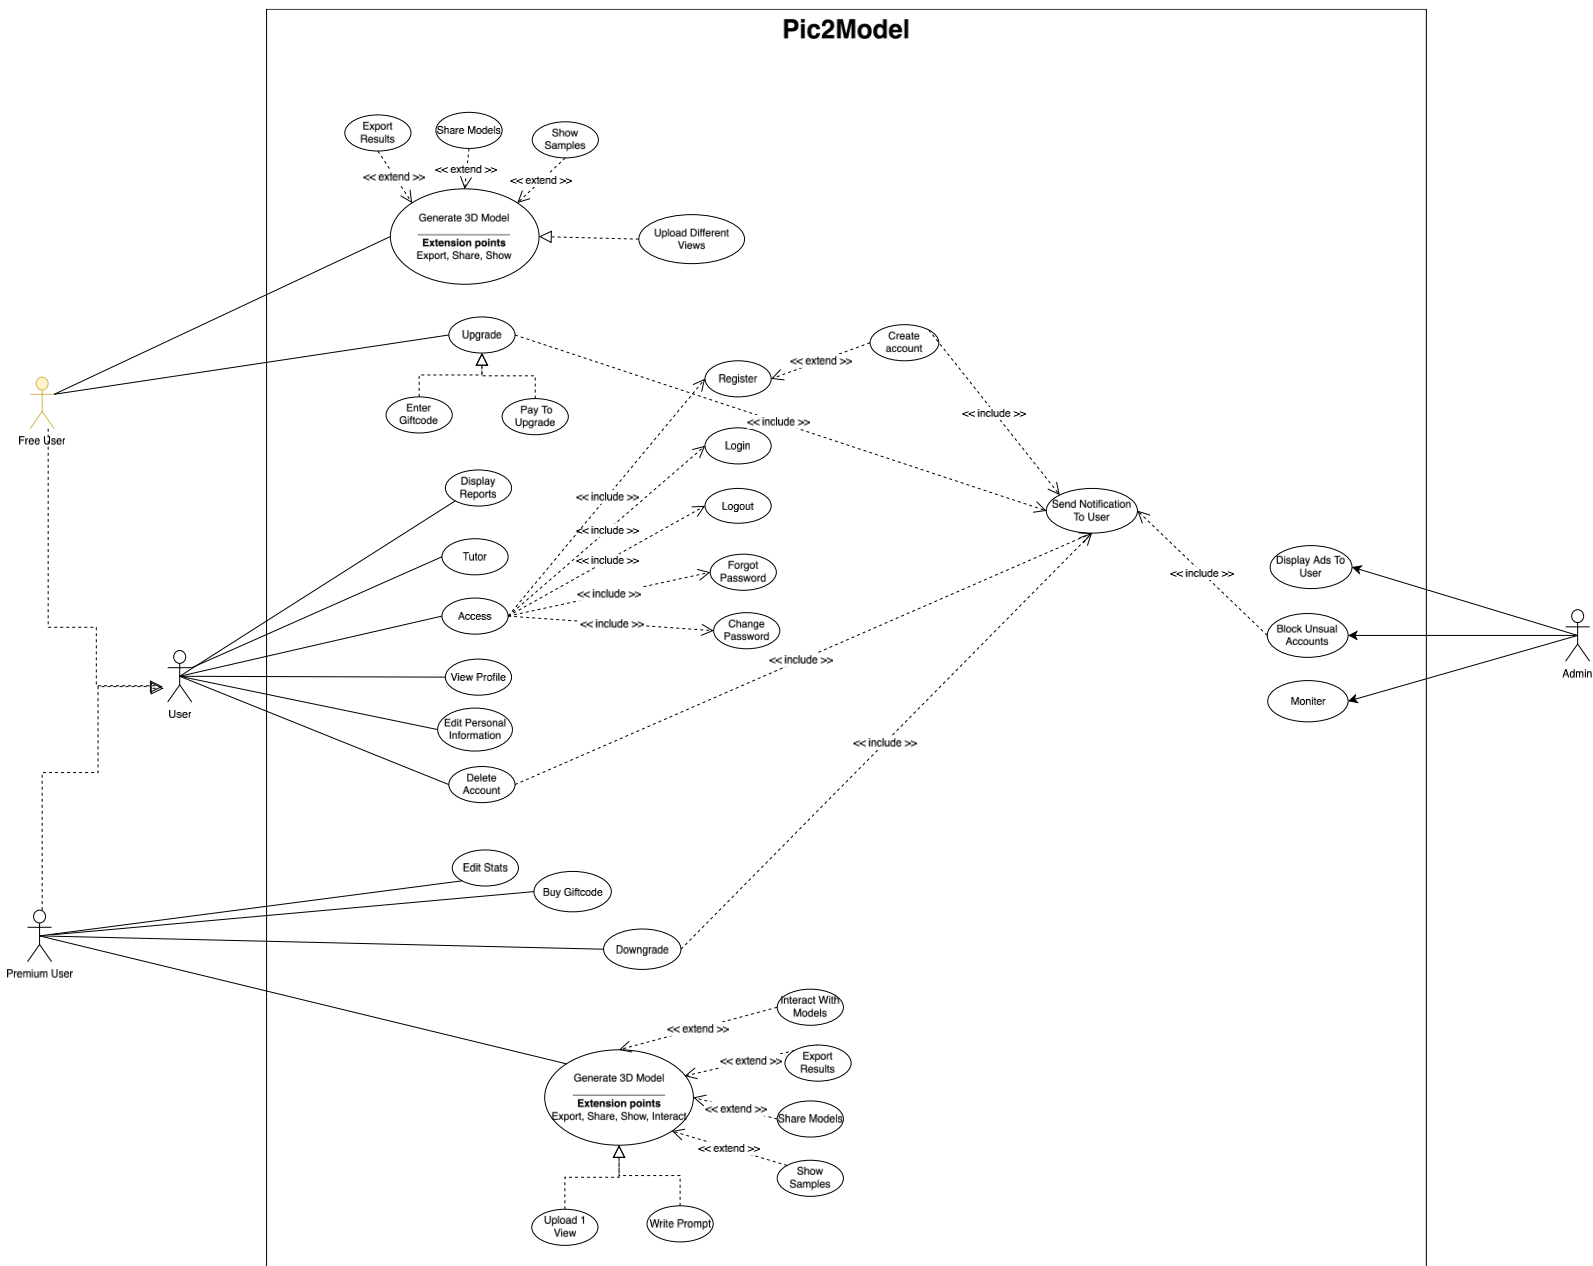 Pic2Model
Export
Results
Share Models
Show
Samples
<< extend >>
<< extend >>
<< extend >>
Generate 3D Model
Extension points
Export, Share, Show
Upload Different
Views
Upgrade
Enter
Giftcode
Pay To
Upgrade
Create
account
<< extend >>
Register
<< include >>
<< include >>
Free User
Login
Display
Reports
<< include >>
Logout
Send Notification
To User
<< include >>
Tutor
<< include >>
Forgot
Password
<< include >>
Display Ads To
User
<< include >>
Access
<< include >>
Change
Password
Block Unsual
Accounts
<< include >>
Admin
View Profile
Moniter
User
Edit Personal
Information
<< include >>
Delete
Account
Edit Stats
Buy Giftcode
Downgrade
Premium User
Interact With
Models
<< extend >>
Export
Results
<< extend >>
Generate 3D Model
Extension points
Export, Share, Show, Interact
<< extend >>
Share Models
<< extend >>
Show
Samples
Upload 1
View
Write Prompt